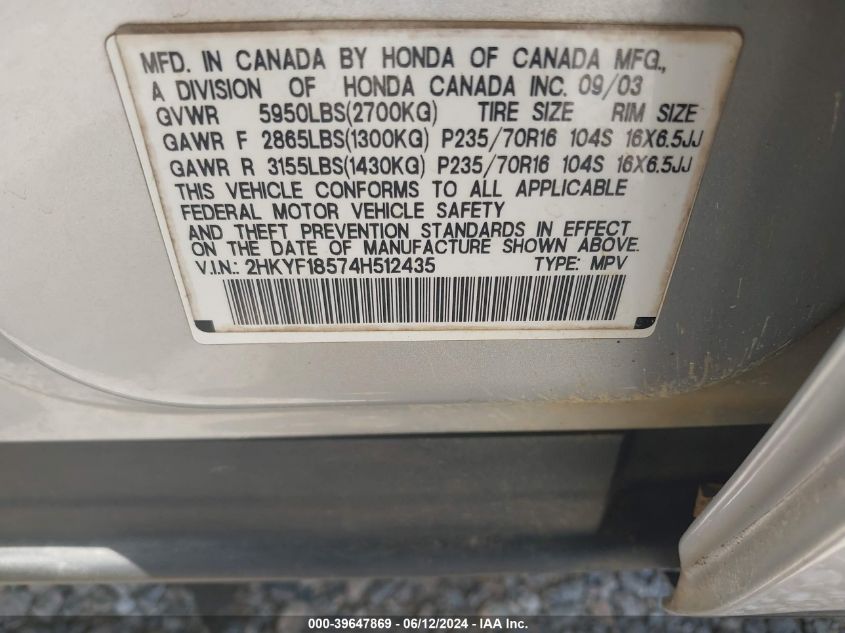 MFD. IN CANADA BY HONDA OF CANADA MFG.,
A DIVISION OF HONDA CANADA INC. 09/03
GVWR 5950LBS(2700KG) TIRE SIZE RIM SIZE
GAWR F 2865LBS(1300KG) P235/70R16 104S 16X6.5JJ
GAWR R 3155LBS(1430KG) P235/70R16 104S 16X6.5JJ
THIS VEHICLE CONFORMS TO ALL APPLICABLE
FEDERAL MOTOR VEHICLE SAFETY
AND THEFT PREVENTION STANDARDS IN EFFECT
ON THE DATE OF MANUFACTURE SHOWN ABOVE.
V.I.N.: 2HKYF18574H512435 TYPE: MPV
000-39647869 - 06/12/2024 - IAA Inc.